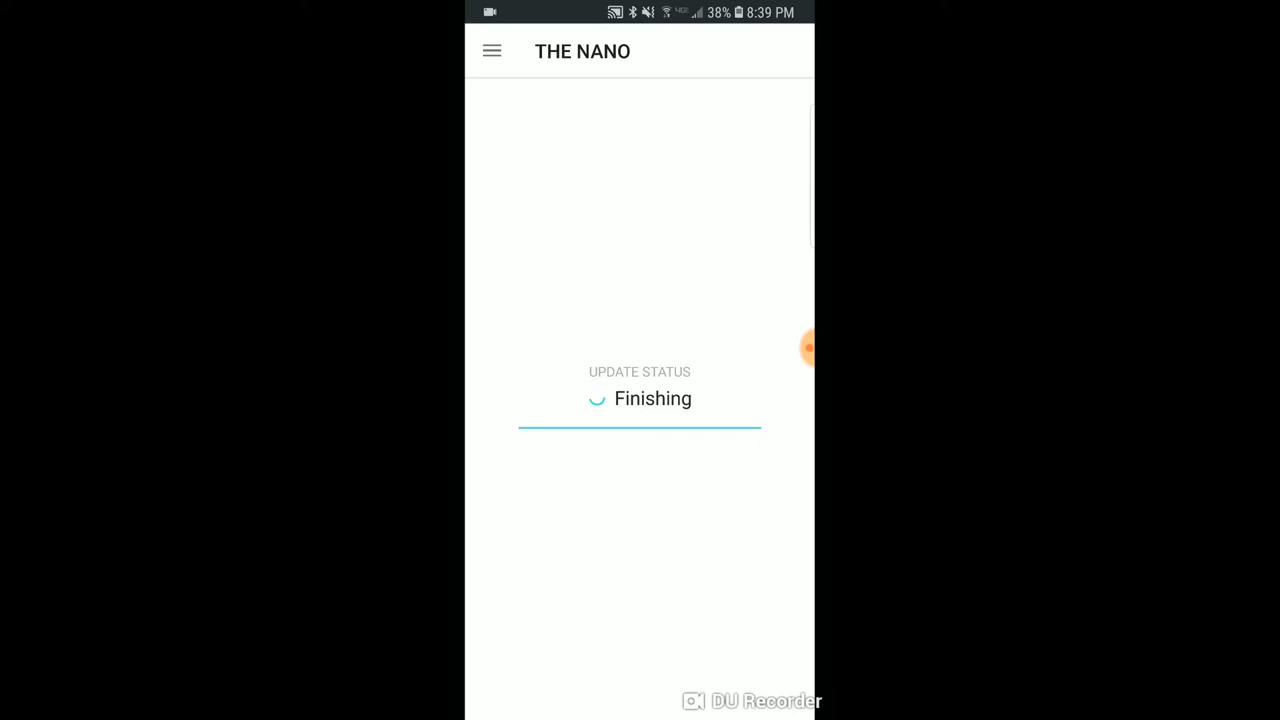 38% 8:39 PM
THE NANO
UPDATE STATUS
Finishing
DU Recorder